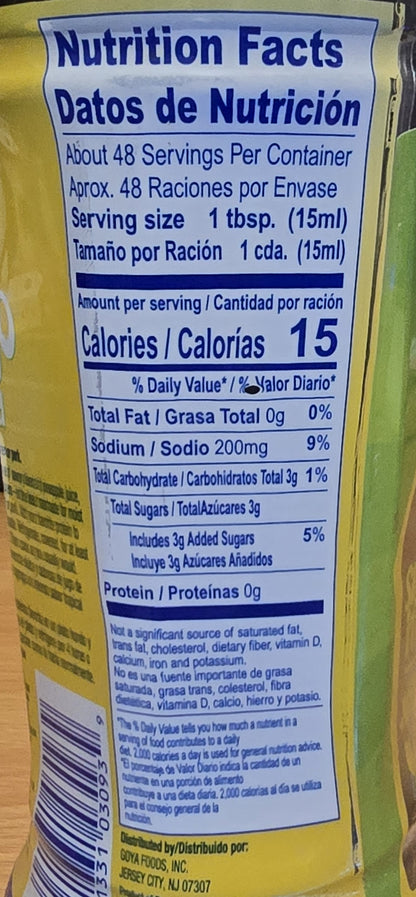 Nutrition Facts
Datos de Nutrición
About 48 Servings Per Container
Aprox. 48 Raciones por Envase
Serving size 1 tbsp. (15ml)
Tamaño por Ración 1 cda. (15ml)
Amount per serving / Cantidad por ración
Calories / Calorías 15
% Daily Value* / % Valor Diario*
Total Fat / Grasa Total 0g 0%
Sodium / Sodio 200mg 9%
Total Carbohydrate / Carbohidratos Total 3g 1%
Total Sugars / TotalAzúcares 3g
Includes 3g Added Sugars 5%
Incluye 3g Azúcares Añadidos
Protein / Proteínas 0g
Not a significant source of saturated fat,
trans fat, cholesterol, dietary fiber, vitamin D,
calcium, iron and potassium.
No es una fuente importante de grasa
saturada, grasa trans, colesterol, fibra
dietética, vitamina D, calcio, hierro y potasio.
*The % Daily Value tells you how much a nutrient in a
serving of food contributes to a daily
diet. 2,000 calories a day is used for general nutrition advice.
*El porcentaje de Valor Diario indica la cantidad de un
nutriente en una porción de alimento
contribuye a una dieta diaria. 2,000 calorias al día se utiliza
para el consejo general de la
nutrición.
Distributed by/Distribuido por:
GOYA FOODS, INC.
JERSEY CITY, NJ 07307
1331 03093 9